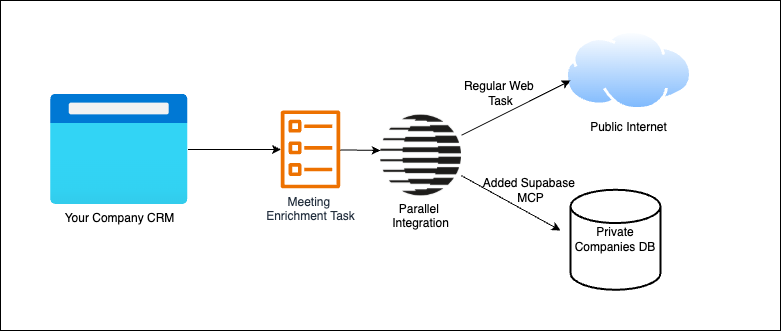 Regular Web
Task
Public Internet
Your Company CRM
Meeting
Enrichment Task
Parallel
Integration
Added Supabase
MCP
Private
Companies DB